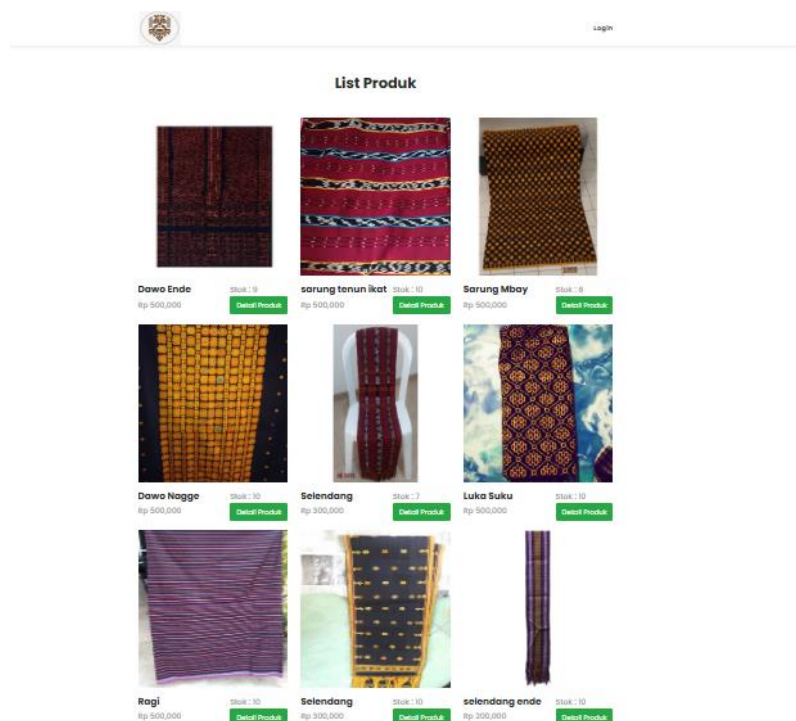 Login
List Produk
Dawo Ende Stok : 9
Rp 500,000 Detail Produk
sarung tenun ikat Stok : 10
Rp 500,000 Detail Produk
Sarung Mbay Stok : 8
Rp 500,000 Detail Produk
Dawo Nagge Stok : 10
Rp 500,000 Detail Produk
Selendang Stok : 7
Rp 300,000 Detail Produk
Luka Suku Stok : 10
Rp 500,000 Detail Produk
Ragi Stok : 10
Rp 500,000 Detail Produk
Selendang Stok : 10
Rp 300,000 Detail Produk
selendang ende Stok : 10
Rp 200,000 Detail Produk